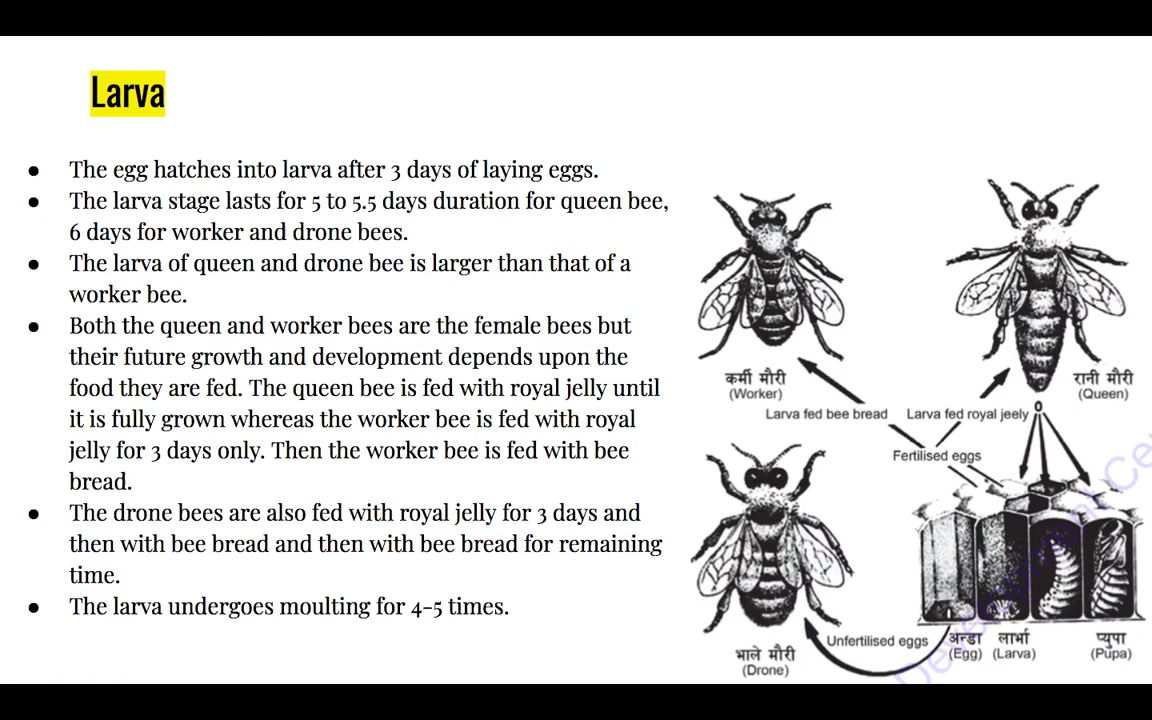 Larva
● The egg hatches into larva after 3 days of laying eggs.
● The larva stage lasts for 5 to 5.5 days duration for queen bee,
6 days for worker and drone bees.
● The larva of queen and drone bee is larger than that of a
worker bee.
● Both the queen and worker bees are the female bees but
their future growth and development depends upon the
food they are fed. The queen bee is fed with royal jelly until
it is fully grown whereas the worker bee is fed with royal
jelly for 3 days only. Then the worker bee is fed with bee
bread.
● The drone bees are also fed with royal jelly for 3 days and
then with bee bread and then with bee bread for remaining
time.
● The larva undergoes moulting for 4-5 times.
कर्मी मौरी
(Worker)
रानी मौरी
(Queen)
Larva fed bee bread
Larva fed royal jeely
Fertilised eggs
Unfertilised eggs
भाले मौरी
(Drone)
अन्डा
(Egg)
लार्भा
(Larva)
प्युपा
(Pupa)